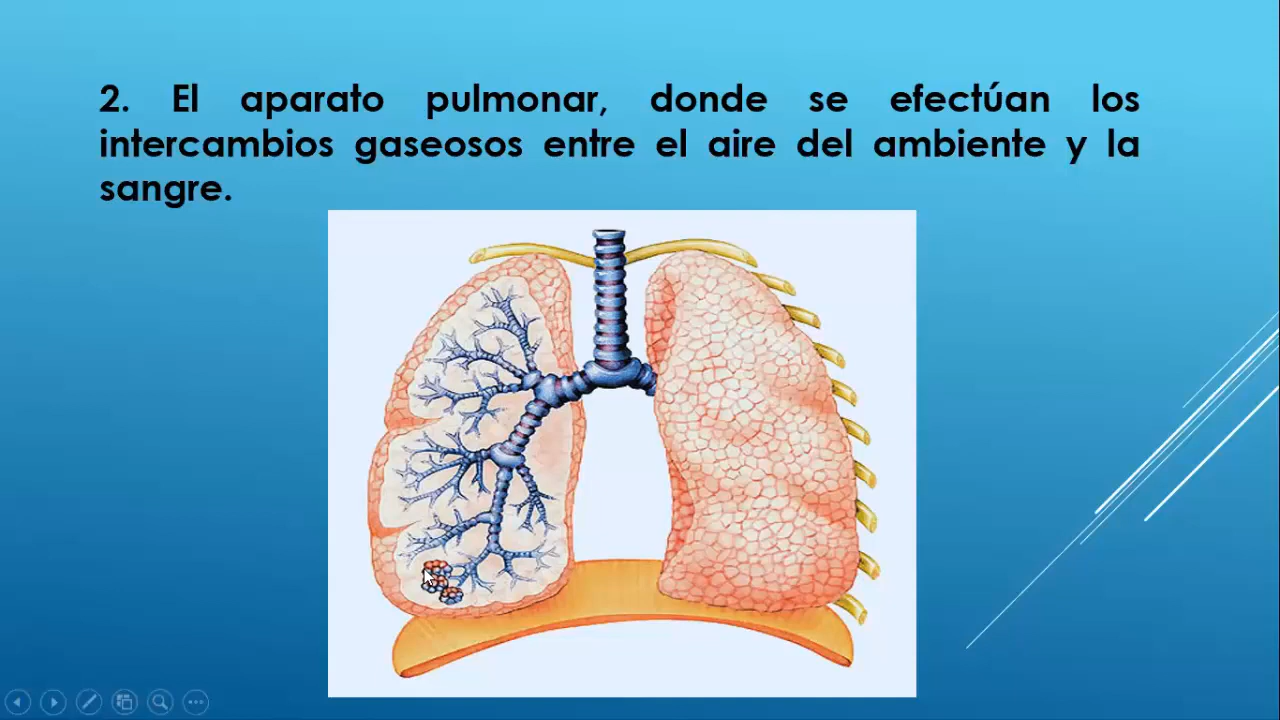 2. El aparato pulmonar, donde se efectúan los
intercambios gaseosos entre el aire del ambiente y la
sangre.